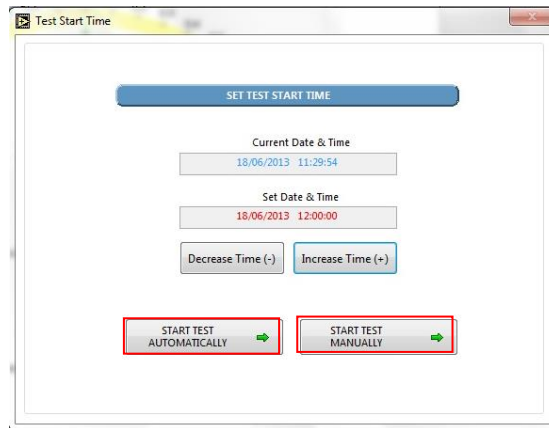 Test Start Time
SET TEST START TIME
Current Date & Time
18/06/2013 11:29:54
Set Date & Time
18/06/2013 12:00:00
Decrease Time (-) Increase Time (+)
START TEST
AUTOMATICALLY
START TEST
MANUALLY